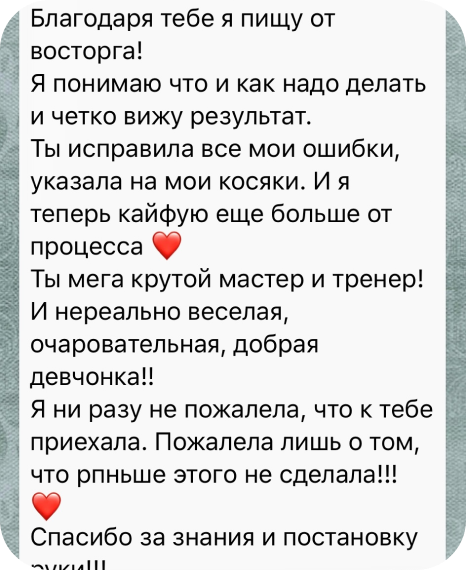 Благодаря тебе я пищу от
восторга!
Я понимаю что и как надо делать
и четко вижу результат.
Ты исправила все мои ошибки,
указала на мои косяки. И я
теперь кайфую еще больше от
процесса ❤️
Ты мега крутой мастер и тренер!
И нереально веселая,
очаровательная, добрая
девчонка!!
Я ни разу не пожалела, что к тебе
приехала. Пожалела лишь о том,
что рпньше этого не сделала!!!
❤️
Спасибо за знания и постановку
руки!!!